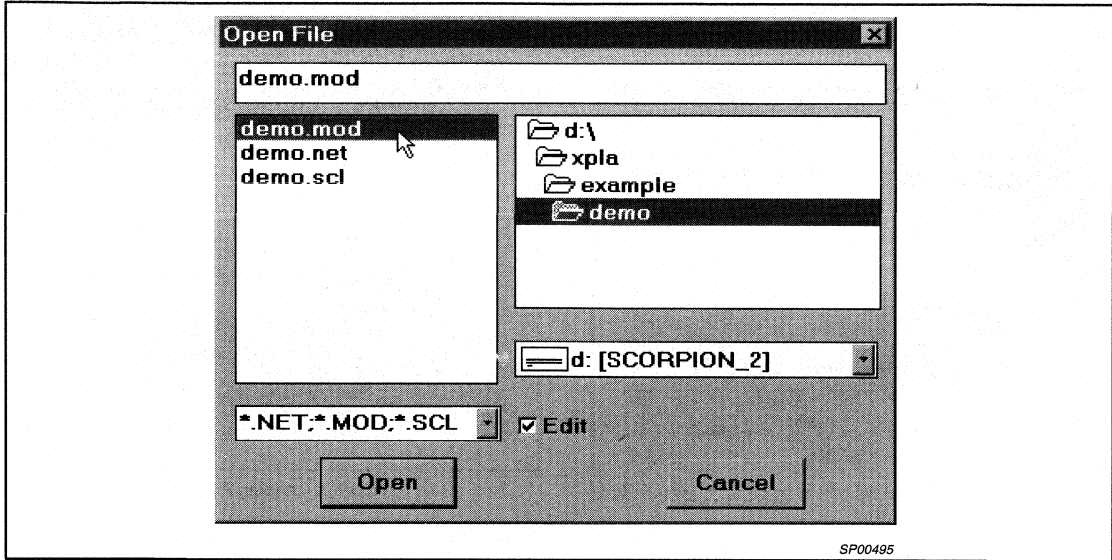 Open File
demo.mod
demo.mod
demo.net
demo.scl
d:\
xpla
example
demo
d: [SCORPION_2]
*.NET;*.MOD;*.SCL
Edit
Open
Cancel
SP00495